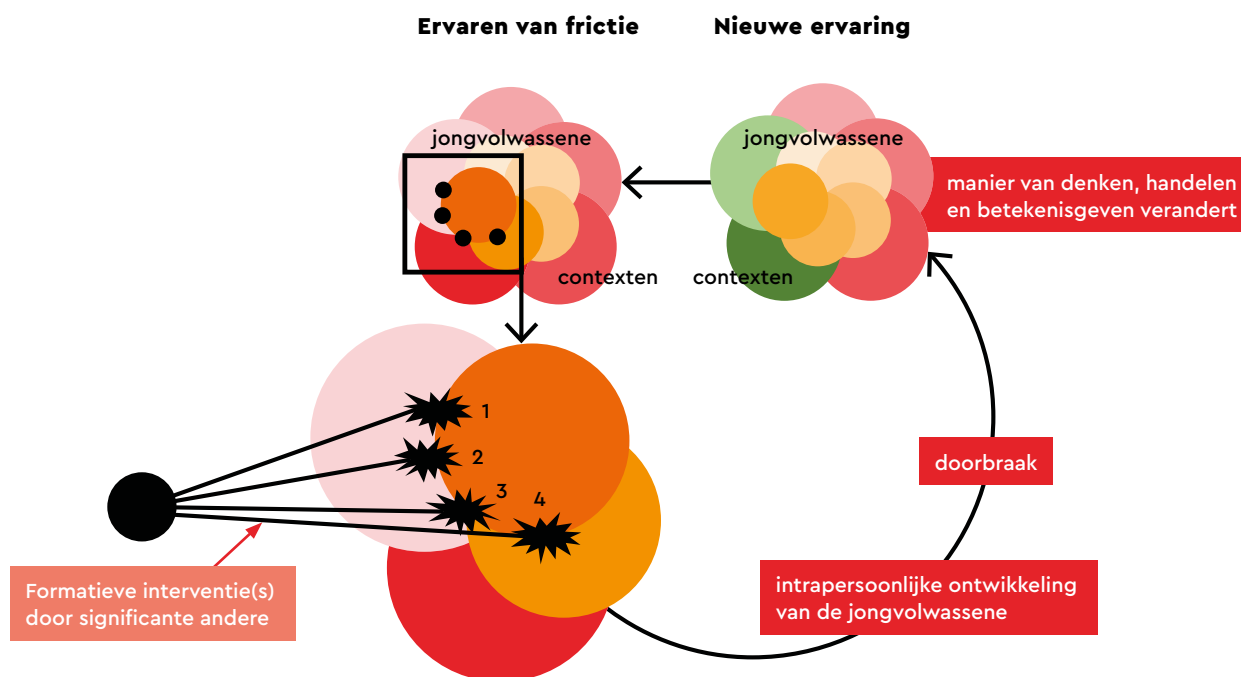 Ervaren van frictie
Nieuwe ervaring
jongvolwassene
jongvolwassene
manier van denken, handelen
en betekenisgeven verandert
contexten
contexten
1
2
3
4
doorbraak
Formatieve interventie(s)
door significante andere
intrapersoonlijke ontwikkeling
van de jongvolwassene